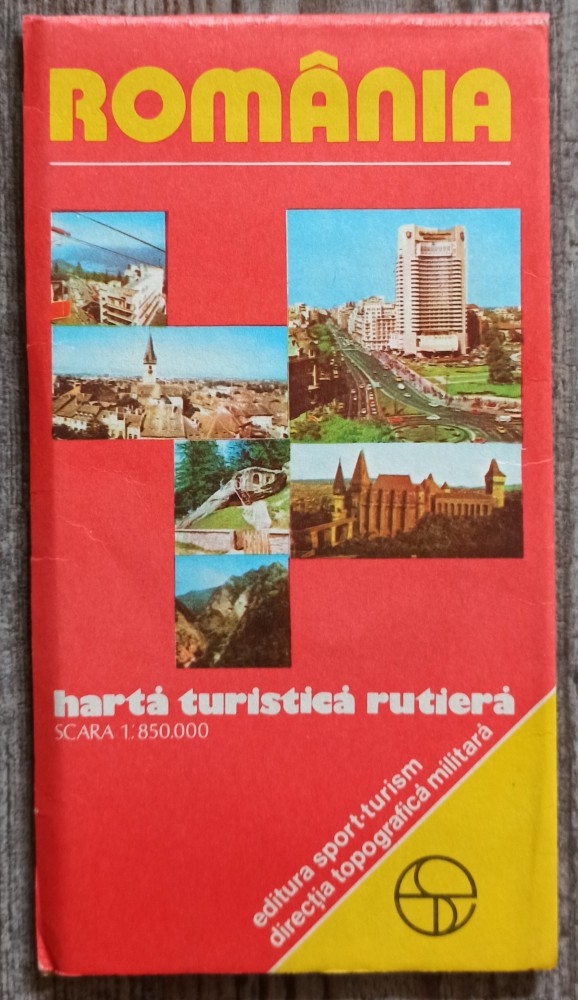 ROMÂNIA
hartă turistică rutieră
SCARA 1:850.000
editura sport-turism
direcţia topografică militară